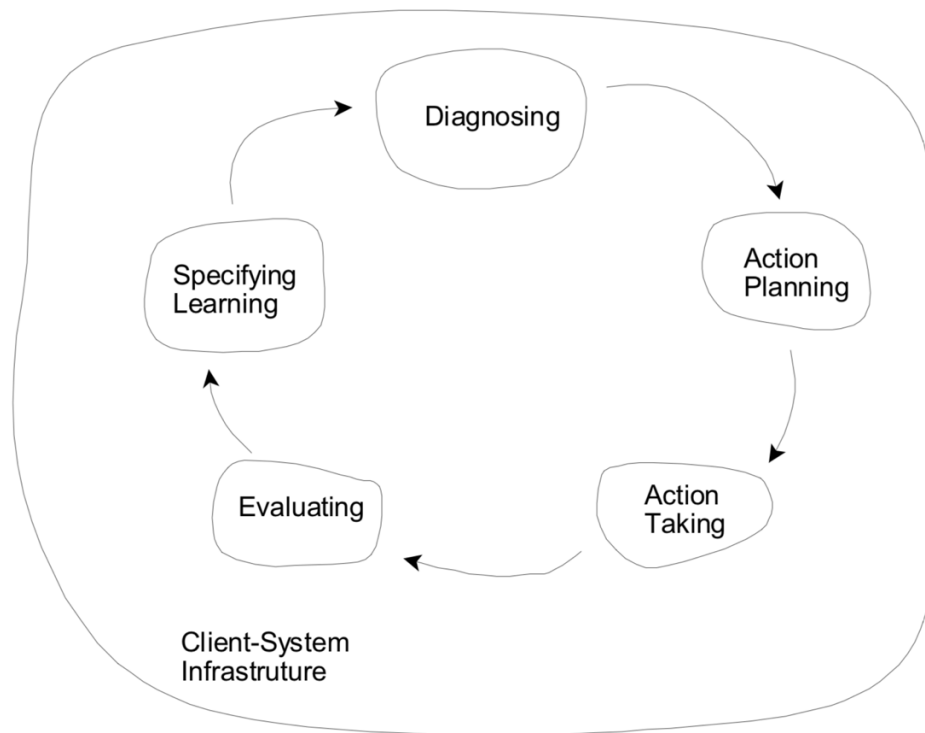 Diagnosing
Action
Planning
Specifying
Learning
Action
Taking
Evaluating
Client-System
Infrastruture